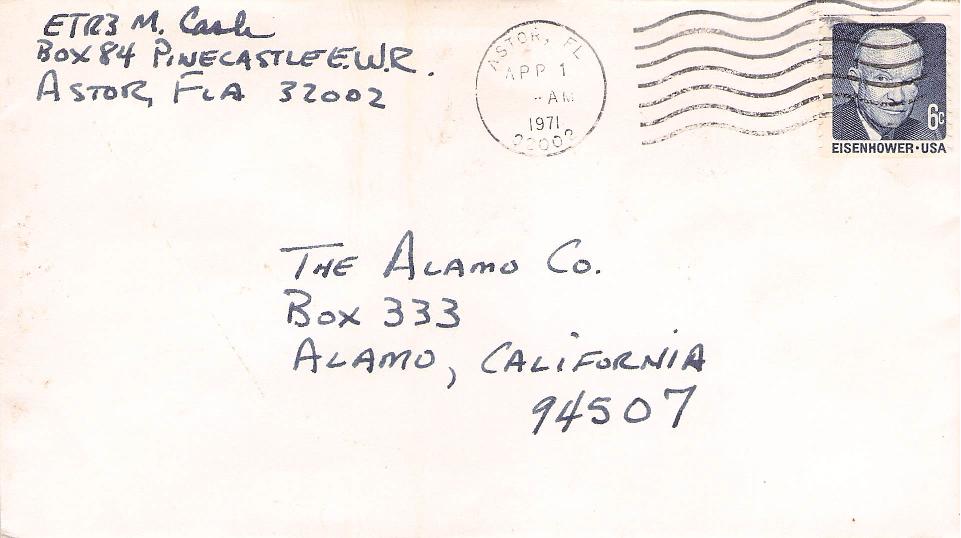 ETR3 M. Cash
BOX 84 PINECASTLE E.W.R.
ASTOR, FLA 32002
ASTOR, FL
APR 1
-- AM
1971
32002
6c
EISENHOWER·USA
THE ALAMO CO.
BOX 333
ALAMO, CALIFORNIA
94507